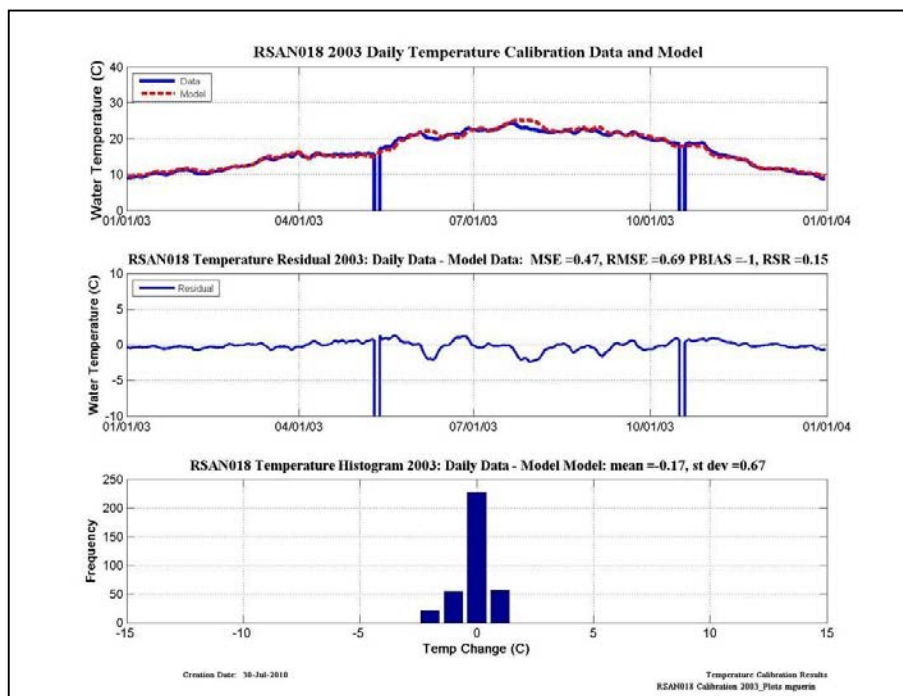 RSAN018 2003 Daily Temperature Calibration Data and Model
Water Temperature (C)
40
30
20
10
0
Data
Model
01/01/03 04/01/03 07/01/03 10/01/03 01/01/04
RSAN018 Temperature Residual 2003: Daily Data - Model Data: MSE =0.47, RMSE =0.69 PBIAS =-1, RSR =0.15
Water Temperature (C)
10
5
0
-5
-10
Residual
01/01/03 04/01/03 07/01/03 10/01/03 01/01/04
RSAN018 Temperature Histogram 2003: Daily Data - Model Model: mean =-0.17, st dev =0.67
Frequency
250
200
150
100
50
0
-15 -10 -5 0 5 10 15
Temp Change (C)
Creation Date: 30-Jul-2010
Temperature Calibration Results
RSAN018 Calibration 2003_Plots mguerin